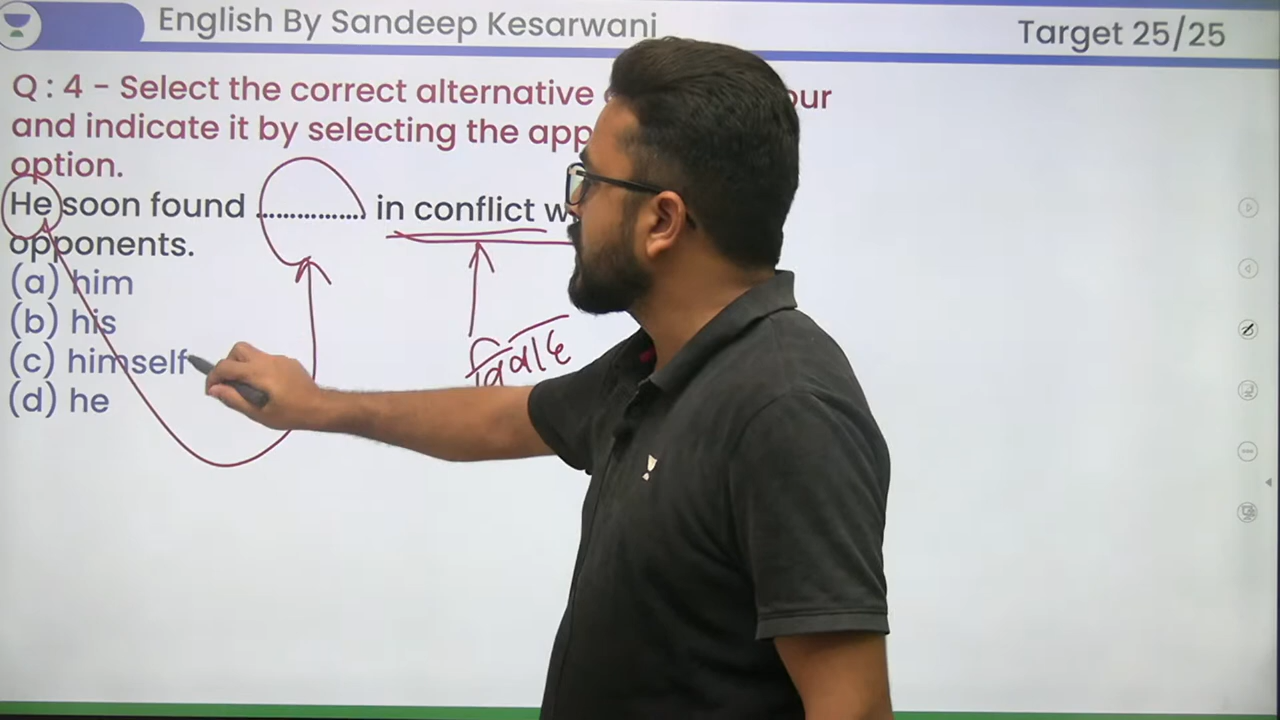 English By Sandeep Kesarwani
Target 25/25
Q : 4 - Select the correct alternative our
and indicate it by selecting the app
option.
He soon found ................ in conflict w
opponents.
(a) him
(b) his
(c) himself
(d) he